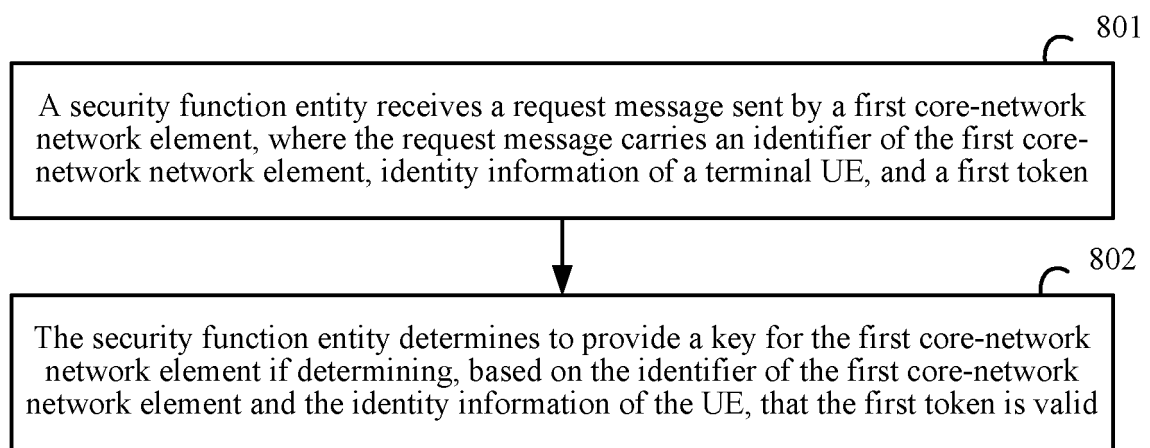 801
A security function entity receives a request message sent by a first core-network
network element, where the request message carries an identifier of the first core-
network network element, identity information of a terminal UE, and a first token
802
The security function entity determines to provide a key for the first core-network
network element if determining, based on the identifier of the first core-network
network element and the identity information of the UE, that the first token is valid